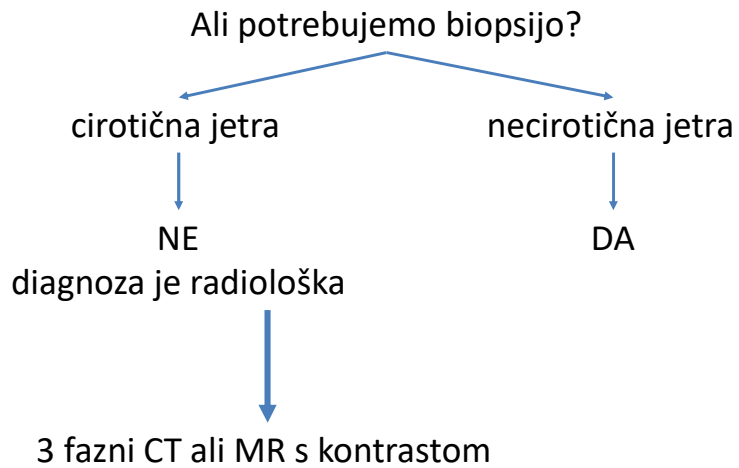 Ali potrebujemo biopsijo?
cirotična jetra
necirotična jetra
NE
DA
diagnoza je radiološka
3 fazni CT ali MR s kontrastom